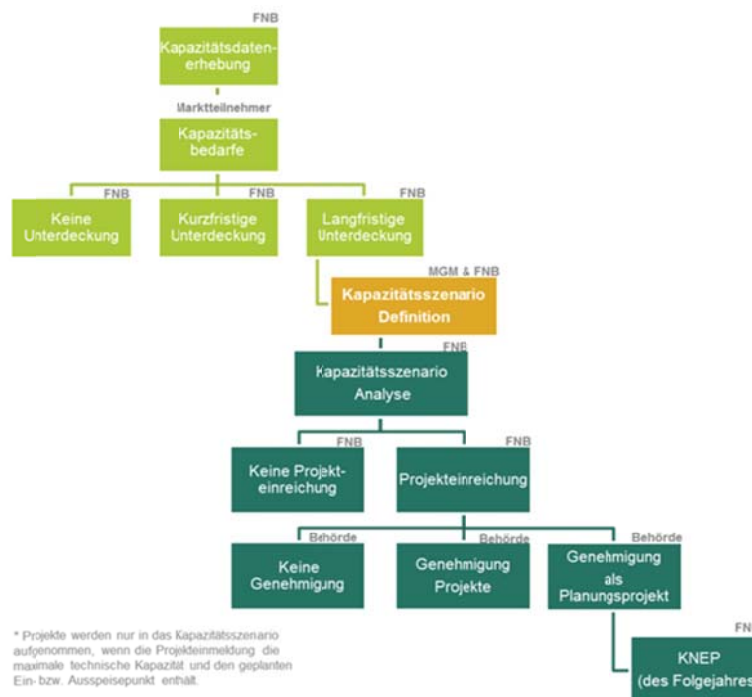 FNB
Kapazitätsdaten-
erhebung
Marktteilnehmer
Kapazitäts-
bedarfe
FNB
Keine
Unterdeckung
FNB
Kurzfristige
Unterdeckung
FNB
Langfristige
Unterdeckung
MGM & FNB
Kapazitätsszenario
Definition
FNB
Kapazitätsszenario
Analyse
FNB
Keine Projekt-
einreichung
FNB
Projekteinreichung
Behörde
Keine
Genehmigung
Behörde
Genehmigung
Projekte
Behörde
Genehmigung
als
Planungsprojekt
FN
KNEP
(des Folgejahres
* Projekte werden nur in das Kapazitätsszenario
aufgenommen, wenn die Projekteinmeldung die
maximale technische Kapazität und den geplanten
Ein- bzw. Ausspeisepunkt enthält.